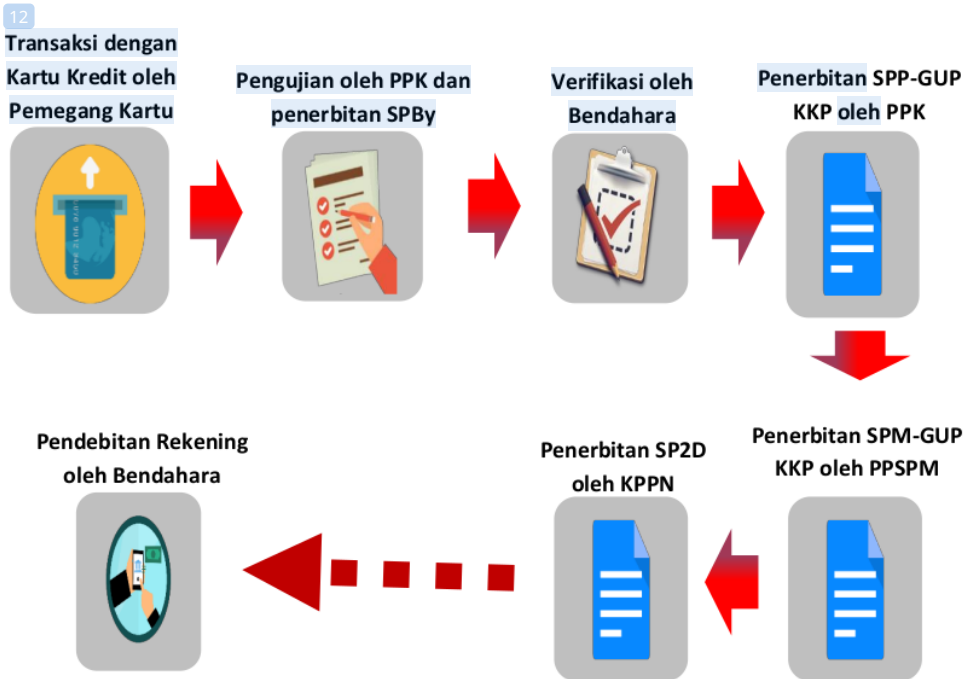 12
Transaksi dengan
Kartu Kredit oleh
Pemegang Kartu
Pengujian oleh PPK dan
penerbitan SPBy
Verifikasi oleh
Bendahara
Penerbitan SPP-GUP
KKP oleh PPK
Pendebitan Rekening
oleh Bendahara
Penerbitan SP2D
oleh KPPN
Penerbitan SPM-GUP
KKP oleh PPSPM